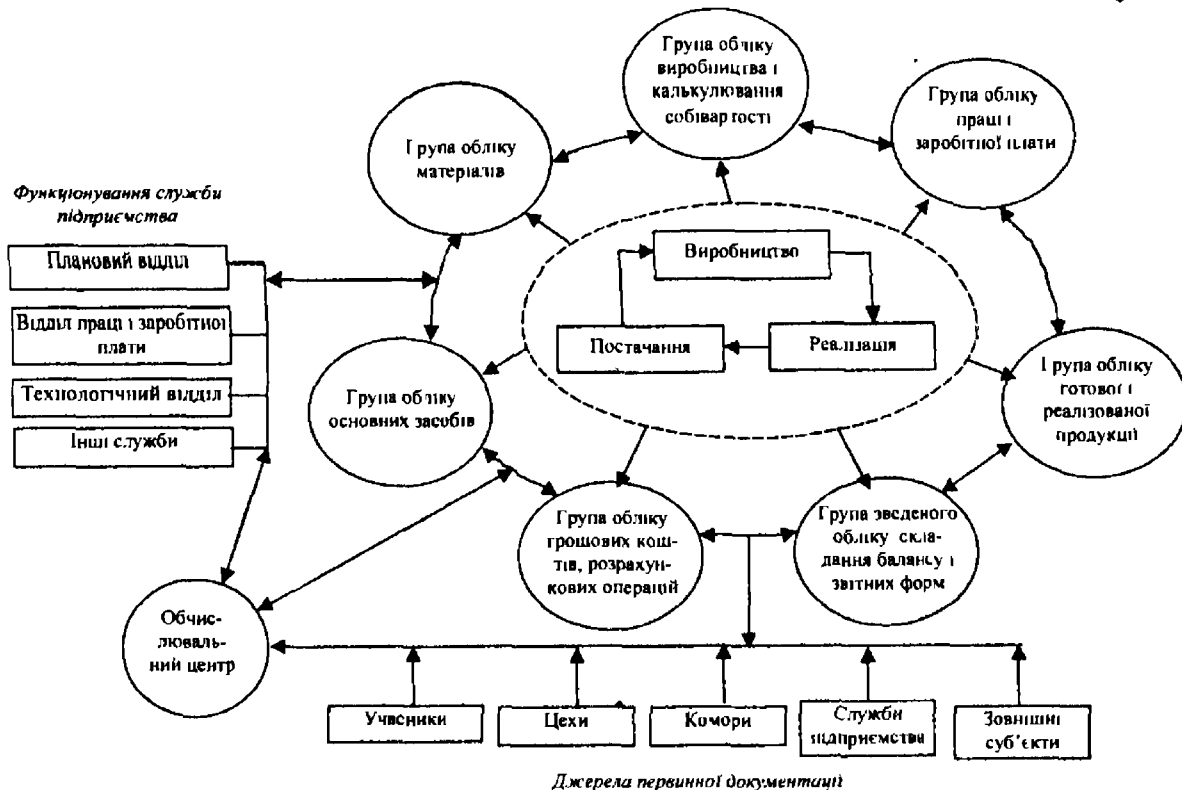 Група обліку
виробництва і
калькулювання
собівартості
Група обліку
праці і
заробітної плати
Група обліку
матеріалів
Функціонування служби
підприємства
Плановий відділ
Відділ праці і заробітної
плати
Технологічний відділ
Інші служби
Виробництво
Постачання
Реалізація
Група обліку
основних засобів
Група обліку
готової і
реалізованої
продукції
Група обліку
грошових кош-
тів, розрахун-
кових операцій
Група зведеного
обліку скла-
дання балансу і
звітних форм
Обчис-
люваль-
ний центр
Учасники
Цехи
Комори
Служби
підприємства
Зовнішні
суб’єкти
Джерела первинної документації